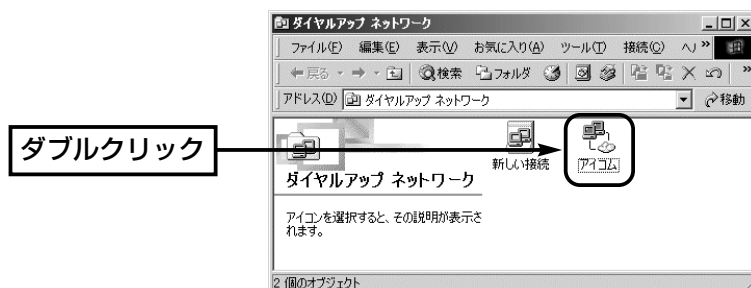 ダイヤルアップ ネットワーク
ファイル(F) 編集(E) 表示(V) お気に入り(A) ツール(T) 接続(C) ヘル »
戻る 検索 フォルダ »
アドレス(D) ダイヤルアップ ネットワーク 移動
ダブルクリック
新しい接続 アイコム
ダイヤルアップ ネットワーク
アイコンを選択すると、その説明が表示さ
れます。
2 個のオブジェクト